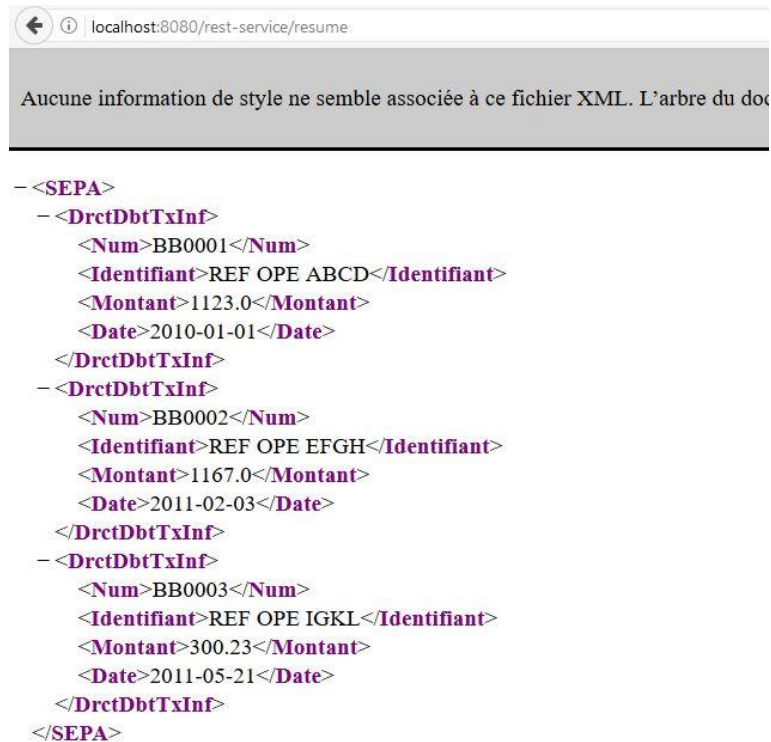 localhost:8080/rest-service/resume
Aucune information de style ne semble associée à ce fichier XML. L’arbre du
– <SEPA>
– <DrctDbtTxInf>
<Num>BB0001</Num>
<Identifiant>REF OPE ABCD</Identifiant>
<Montant>1123.0</Montant>
<Date>2010-01-01</Date>
</DrctDbtTxInf>
– <DrctDbtTxInf>
<Num>BB0002</Num>
<Identifiant>REF OPE EFGH</Identifiant>
<Montant>1167.0</Montant>
<Date>2011-02-03</Date>
</DrctDbtTxInf>
– <DrctDbtTxInf>
<Num>BB0003</Num>
<Identifiant>REF OPE IGKL</Identifiant>
<Montant>300.23</Montant>
<Date>2011-05-21</Date>
</DrctDbtTxInf>
</SEPA>